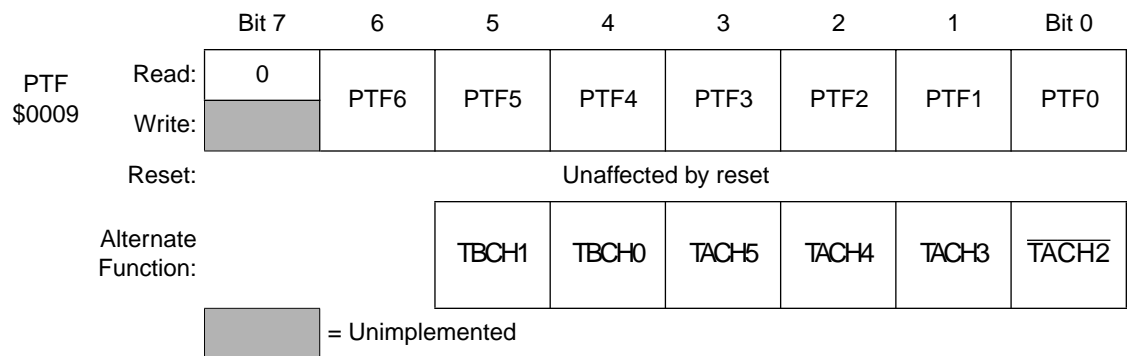 Bit 7 6 5 4 3 2 1 Bit 0
PTF
$0009
Read: 0 PTF6 PTF5 PTF4 PTF3 PTF2 PTF1 PTF0
Write:
Reset: Unaffected by reset
Alternate
Function:
TBCH1 TBCH0 TACH5 TACH4 TACH3 TACH2
= Unimplemented